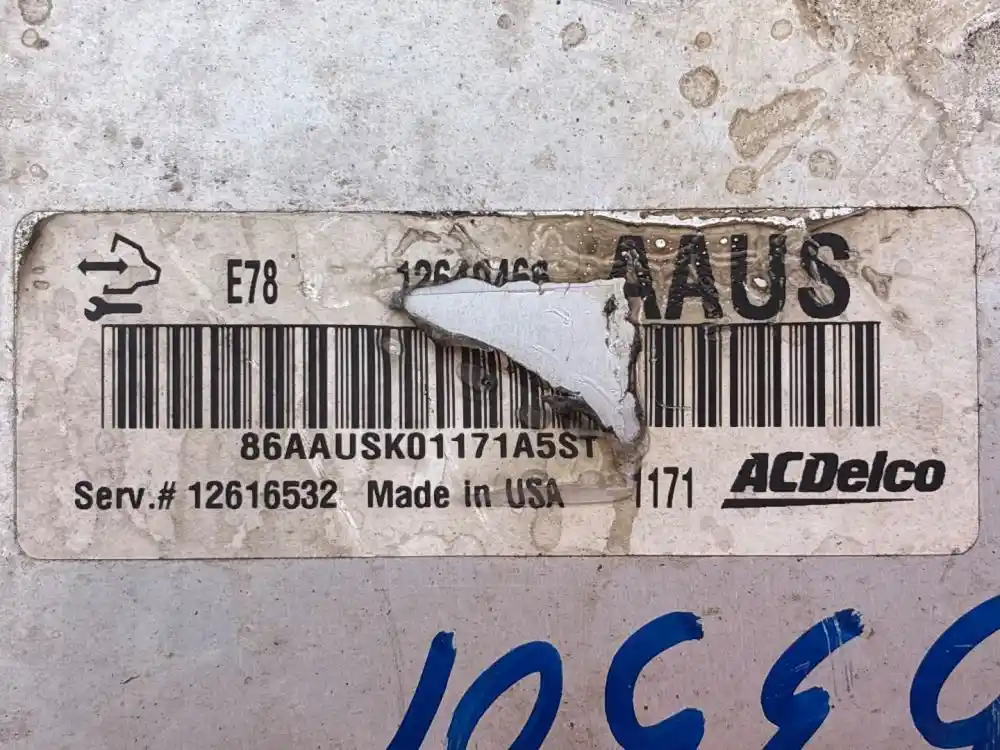 E78 AAUS
86AAUSK01171A5ST
Serv.# 12616532 Made in USA 1171 ACDelco